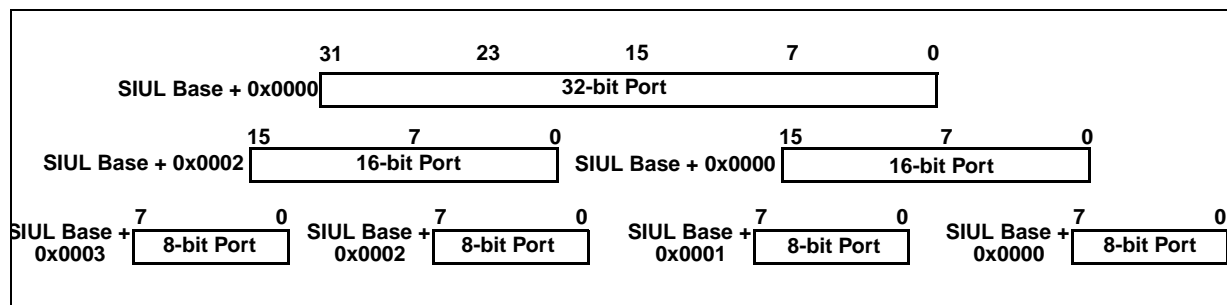 31 23 15 7 0
SIUL Base + 0x0000 32-bit Port
15 7 0 15 7 0
SIUL Base + 0x0002 16-bit Port SIUL Base + 0x0000 16-bit Port
7 0 7 0 7 0 7 0
SIUL Base + 8-bit Port SIUL Base + 8-bit Port SIUL Base + 8-bit Port SIUL Base + 8-bit Port
0x0003 0x0002 0x0001 0x0000